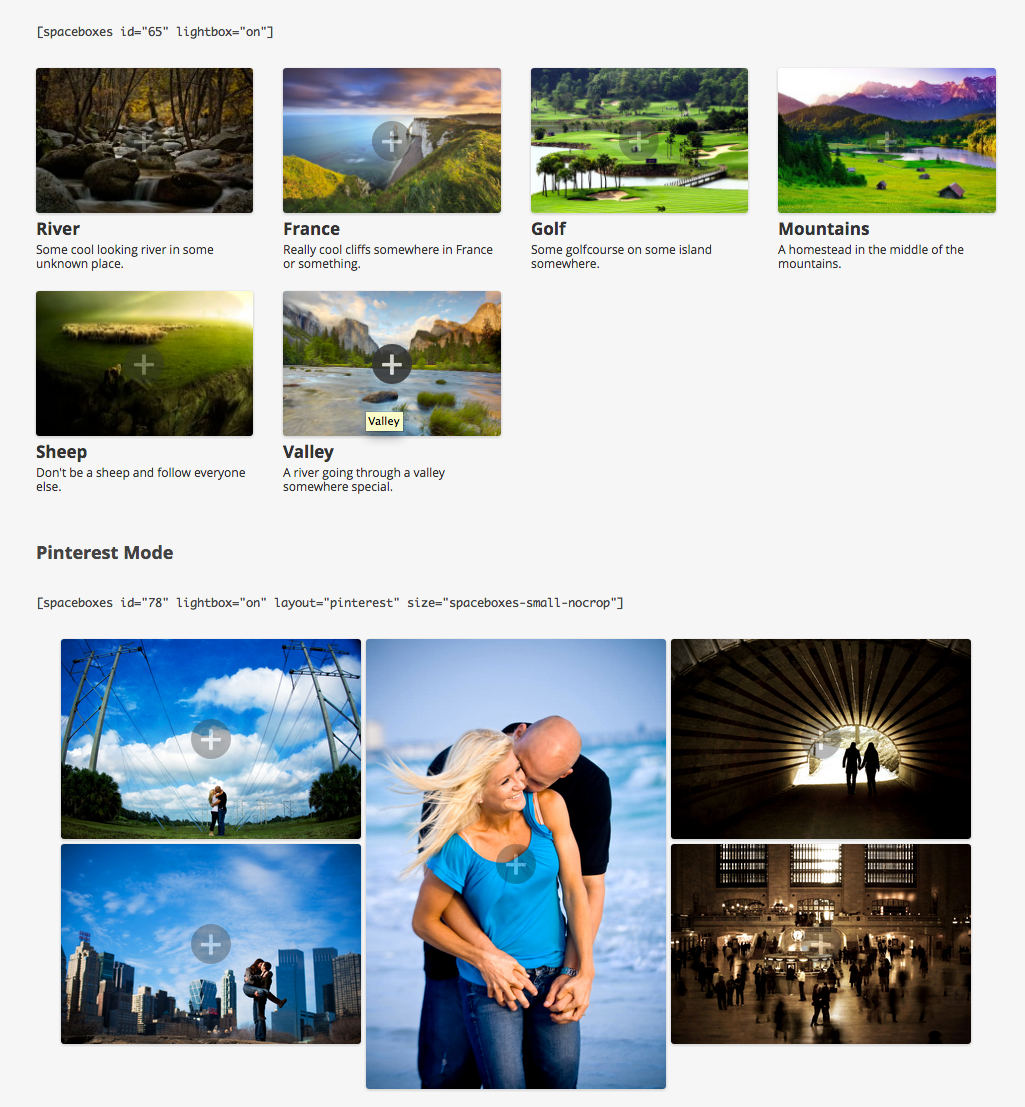 [spaceboxes id="65" lightbox="on"]
River
Some cool looking river in some
unknown place.
France
Really cool cliffs somewhere in France
or something.
Golf
Some golfcourse on some island
somewhere.
Mountains
A homestead in the middle of the
mountains.
Valley
Sheep
Don't be a sheep and follow everyone
else.
Valley
A river going through a valley
somewhere special.
Pinterest Mode
[spaceboxes id="78" lightbox="on" layout="pinterest" size="spaceboxes-small-nocrop"]